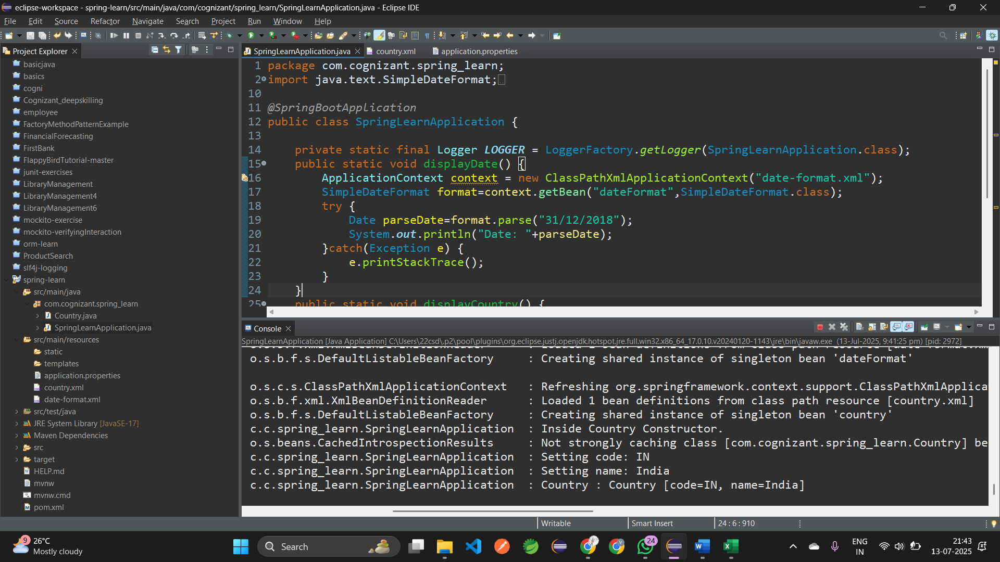 eclipse-workspace - spring-learn/src/main/java/com/cognizant/spring_learn/SpringLearnApplication.java - Eclipse IDE
File Edit Source Refactor Navigate Search Project Run Window Help
Project Explorer
basicjava
basics
cogni
Cognizant_deepskilling
employee
FactoryMethodPatternExample
FinancialForecasting
FirstBank
FlappyBirdTutorial-master
junit-exercises
LibraryManagement
LibraryManagement4
LibraryManagement6
mockito-exercise
mockito-verifyingInteraction
orm-learn
ProductSearch
slf4j-logging
spring-learn
src/main/java
com.cognizant.spring_learn
Country.java
SpringLearnApplication.java
src/main/resources
static
templates
application.properties
country.xml
date-format.xml
src/test/java
JRE System Library [JavaSE-17]
Maven Dependencies
src
target
HELP.md
mvnw
mvnw.cmd
pom.xml
SpringLearnApplication.java country.xml application.properties
1 package com.cognizant.spring_learn;
2 import java.text.SimpleDateFormat;
10
11 @SpringBootApplication
12 public class SpringLearnApplication {
13
14 private static final Logger LOGGER = LoggerFactory.getLogger(SpringLearnApplication.class);
15 public static void displayDate() {
16 ApplicationContext context = new ClassPathXmlApplicationContext("date-format.xml");
17 SimpleDateFormat format=context.getBean("dateFormat",SimpleDateFormat.class);
18 try {
19 Date parseDate=format.parse("31/12/2018");
20 System.out.println("Date: "+parseDate);
21 }catch(Exception e) {
22 e.printStackTrace();
23 }
24 }
25 public static void displayCountry() {
Console
SpringLearnApplication [Java Application] C:\Users\22csd\.p2\pool\plugins\org.eclipse.justj.openjdk.hotspot.jre.full.win32.x86_64_17.0.10.v20240120-1143\jre\bin\javaw.exe (13-Jul-2025, 9:41:25 pm) [pid: 2972]
o.s.b.f.s.DefaultListableBeanFactory : Creating shared instance of singleton bean 'dateFormat'
o.s.c.s.ClassPathXmlApplicationContext : Refreshing org.springframework.context.support.ClassPathXmlApplica
o.s.b.f.xml.XmlBeanDefinitionReader : Loaded 1 bean definitions from class path resource [country.xml]
o.s.b.f.s.DefaultListableBeanFactory : Creating shared instance of singleton bean 'country'
c.c.spring_learn.SpringLearnApplication : Inside Country Constructor.
o.s.beans.CachedIntrospectionResults : Not strongly caching class [com.cognizant.spring_learn.Country] be
c.c.spring_learn.SpringLearnApplication : Setting code: IN
c.c.spring_learn.SpringLearnApplication : Setting name: India
c.c.spring_learn.SpringLearnApplication : Country : Country [code=IN, name=India]
Writable Smart Insert 24 : 6 : 910
9 26°C
Mostly cloudy
Search
24
ENG
IN
21:43
13-07-2025